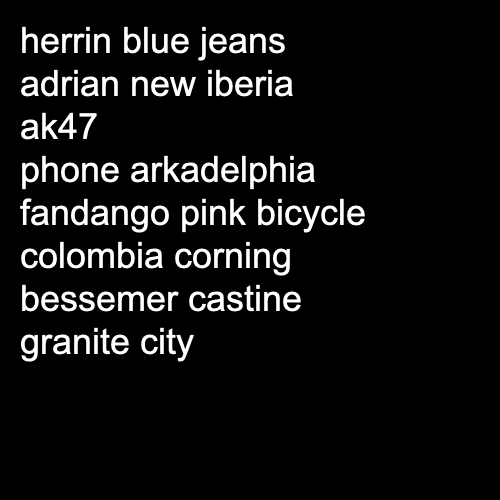 herrin blue jeans
adrian new iberia
ak47
phone arkadelphia
fandango pink bicycle
colombia corning
bessemer castine
granite city